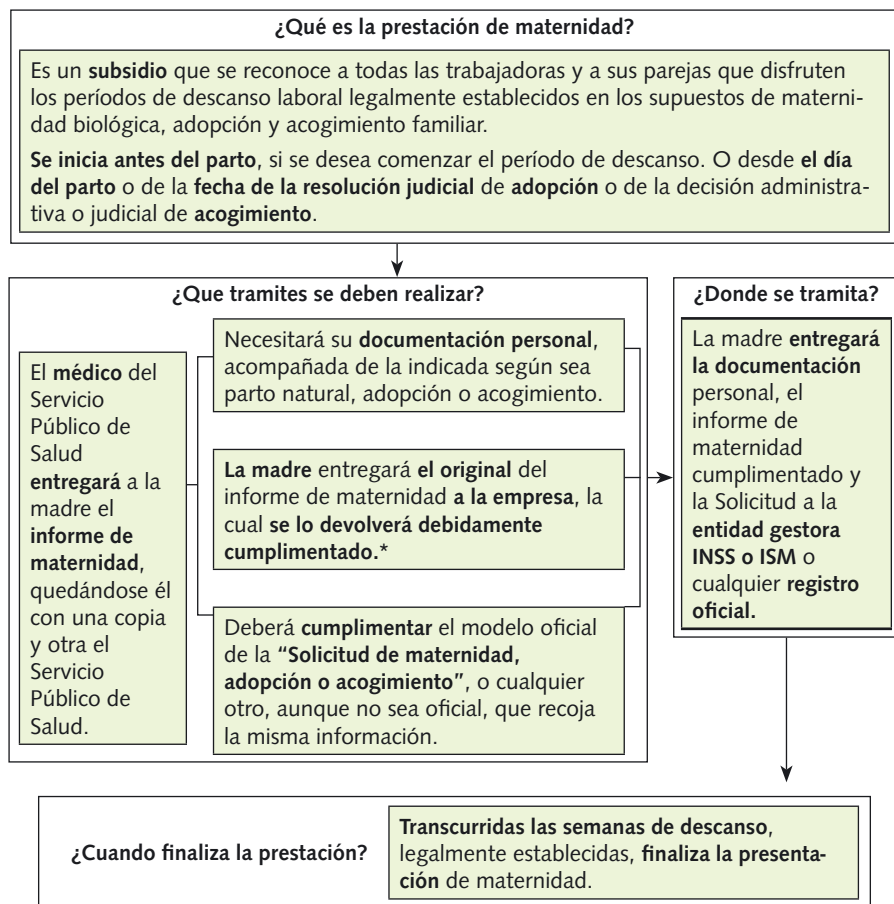 ¿Qué es la prestación de maternidad?
Es un subsidio que se reconoce a todas las trabajadoras y a sus parejas que disfruten
los períodos de descanso laboral legalmente establecidos en los supuestos de materni-
dad biológica, adopción y acogimiento familiar.
Se inicia antes del parto, si se desea comenzar el período de descanso. O desde el día
del parto o de la fecha de la resolución judicial de adopción o de la decisión administra-
tiva o judicial de acogimiento.
¿Que tramites se deben realizar?
El médico del
Servicio
Público de
Salud
entregará a la
madre el
informe de
maternidad,
quedándose él
con una copia
y otra el
Servicio
Público de
Salud.
Necesitará su documentación personal,
acompañada de la indicada según sea
parto natural, adopción o acogimiento.
La madre entregará el original del
informe de maternidad a la empresa, la
cual se lo devolverá debidamente
cumplimentado.*
Deberá cumplimentar el modelo oficial
de la “Solicitud de maternidad,
adopción o acogimiento”, o cualquier
otro, aunque no sea oficial, que recoja
la misma información.
¿Donde se tramita?
La madre entregará
la documentación
personal, el
informe de
maternidad
cumplimentado y
la Solicitud a la
entidad gestora
INSS o ISM o
cualquier registro
oficial.
¿Cuando finaliza la prestación?
Transcurridas las semanas de descanso,
legalmente establecidas, finaliza la presenta-
ción de maternidad.